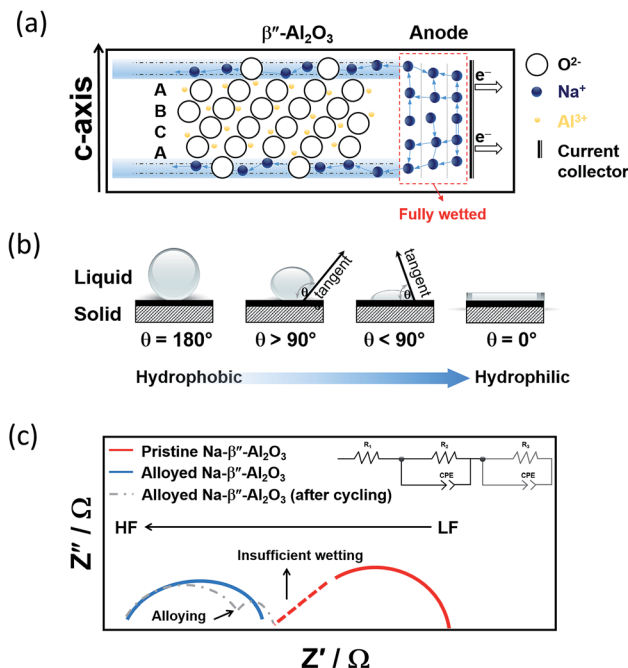 (a)
β″-Al₂O₃
Anode
c-axis
A
B
C
A
e⁻
e⁻
O²⁻
Na⁺
Al³⁺
Current
collector
Fully wetted
(b)
Liquid
Solid
θ
tangent
θ
tangent
θ = 180°
θ > 90°
θ < 90°
θ = 0°
Hydrophobic
Hydrophilic
(c)
Pristine Na-β″-Al₂O₃
Alloyed Na-β″-Al₂O₃
Alloyed Na-β″-Al₂O₃ (after cycling)
R₁
R₂
R₃
CPE
CPE
HF
LF
Insufficient wetting
Alloying
Z″ / Ω
Z′ / Ω